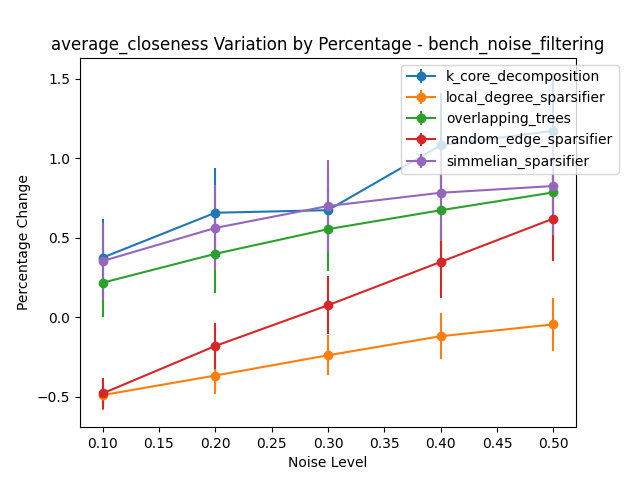 average_closeness Variation by Percentage - bench_noise_filtering
k_core_decomposition
local_degree_sparsifier
overlapping_trees
random_edge_sparsifier
simmelian_sparsifier
Percentage Change
1.5
1.0
0.5
0.0
−0.5
0.10 0.15 0.20 0.25 0.30 0.35 0.40 0.45 0.50
Noise Level